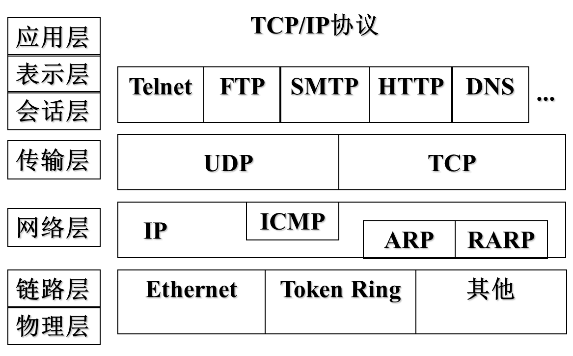 TCP/IP协议
应用层
表示层
会话层
Telnet FTP SMTP HTTP DNS ...
传输层
UDP TCP
网络层
IP ICMP ARP RARP
链路层
物理层
Ethernet Token Ring 其他